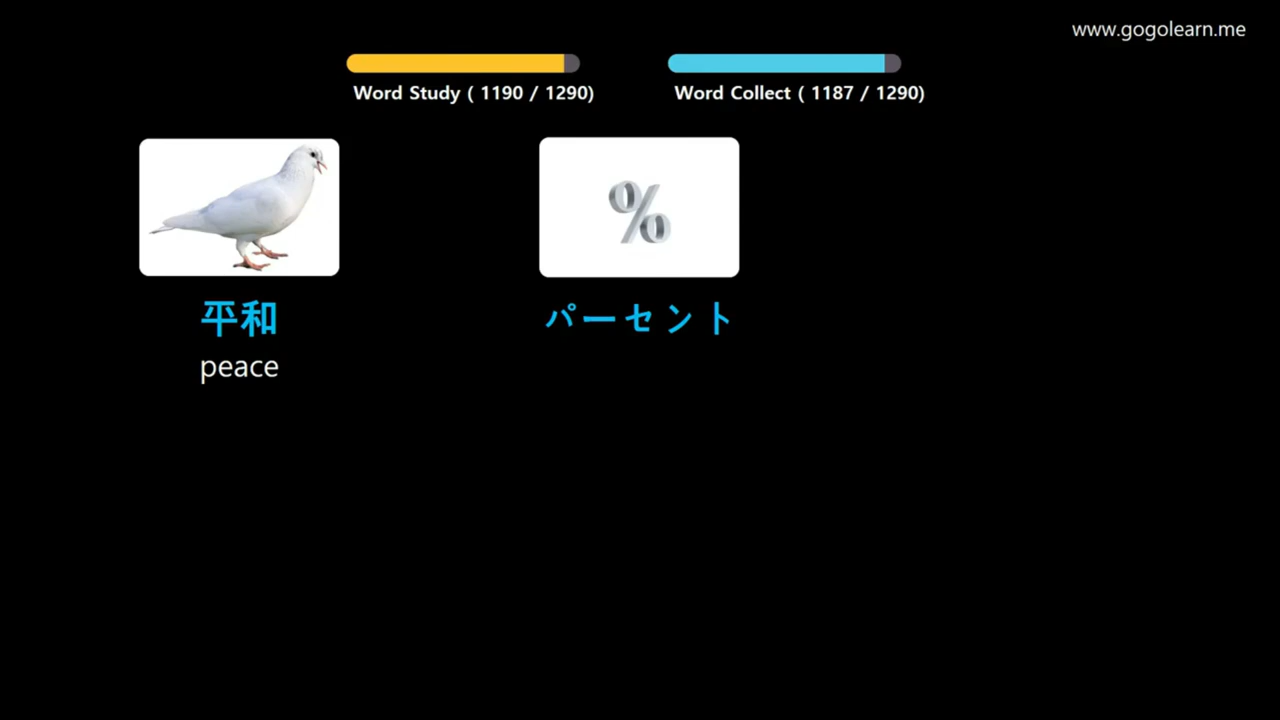 www.gogolearn.me
Word Study ( 1190 / 1290)
Word Collect ( 1187 / 1290)
%
平和
パーセント
peace